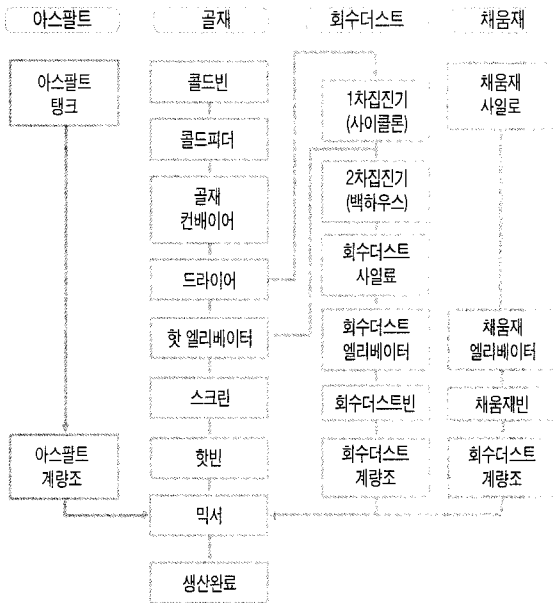 아스팔트
골재
회수더스트
채움재
아스팔트
탱크
콜드빈
콜드피더
골재
컨배이어
드라이어
핫 엘리베이터
스크린
핫빈
믹서
생산완료
1차집진기
(사이클론)
2차집진기
(백하우스)
회수더스트
사일료
회수더스트
엘리베이터
회수더스트빈
회수더스트
계량조
채움재
사일로
채움재
엘리베이터
채움재빈
회수더스트
계량조
아스팔트
계량조